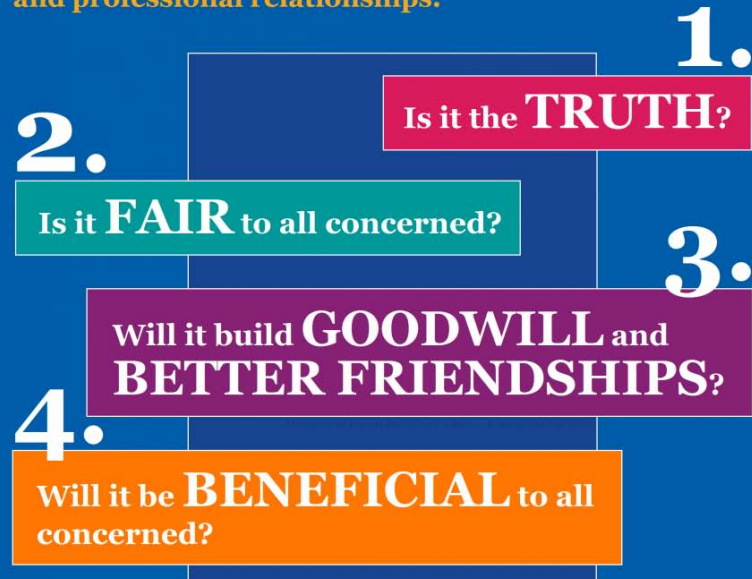 and professional relationships.
1.
Is it the TRUTH?
2.
Is it FAIR to all concerned?
3.
Will it build GOODWILL and
BETTER FRIENDSHIPS?
4.
Will it be BENEFICIAL to all
concerned?